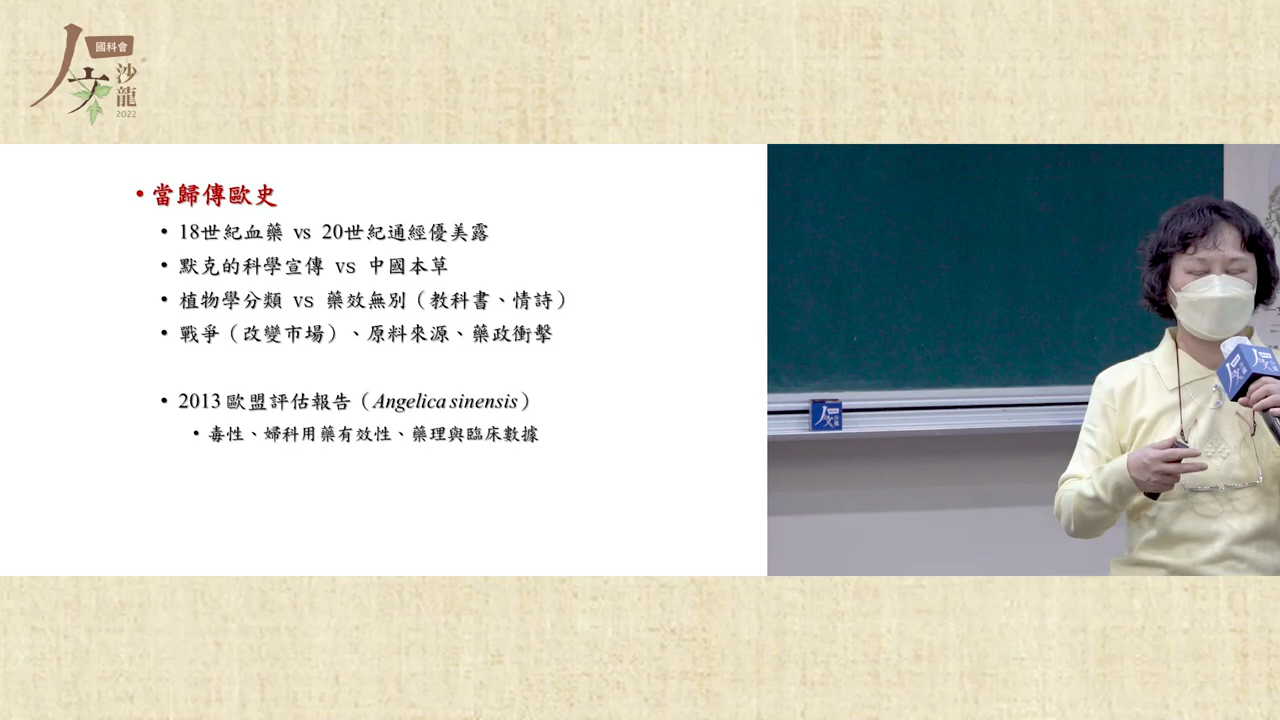 國科會
人文
沙龍
2022
• 當歸傳歐史
• 18世紀血藥 vs 20世紀通經優美露
• 默克的科學宣傳 vs 中國本草
• 植物學分類 vs 藥效無別（教科書、情詩）
• 戰爭（改變市場）、原料來源、藥政衝擊
• 2013 歐盟評估報告（Angelica sinensis）
• 毒性、婦科用藥有效性、藥理與臨床數據
人文
人文